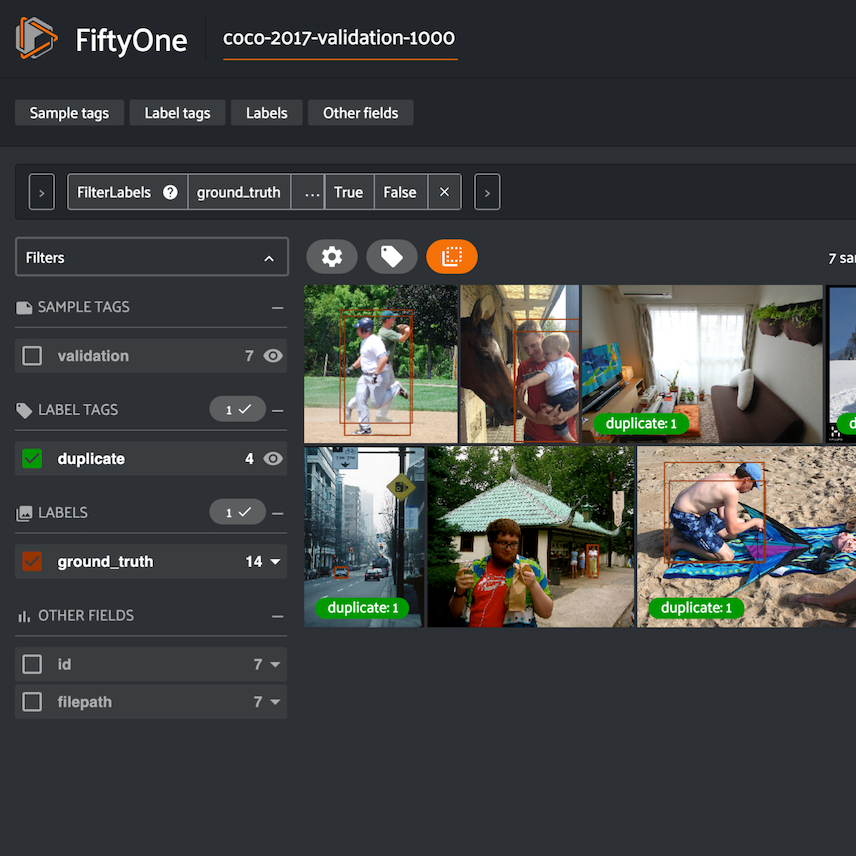 FiftyOne
coco-2017-validation-1000
Sample tags
Label tags
Labels
Other fields
> FilterLabels ? ground_truth ... True False × >
Filters
7 sa
SAMPLE TAGS
validation 7
LABEL TAGS 1
duplicate 4
LABELS 1
ground_truth 14
OTHER FIELDS
id 7
filepath 7
duplicate: 1
d
duplicate: 1
duplicate: 1